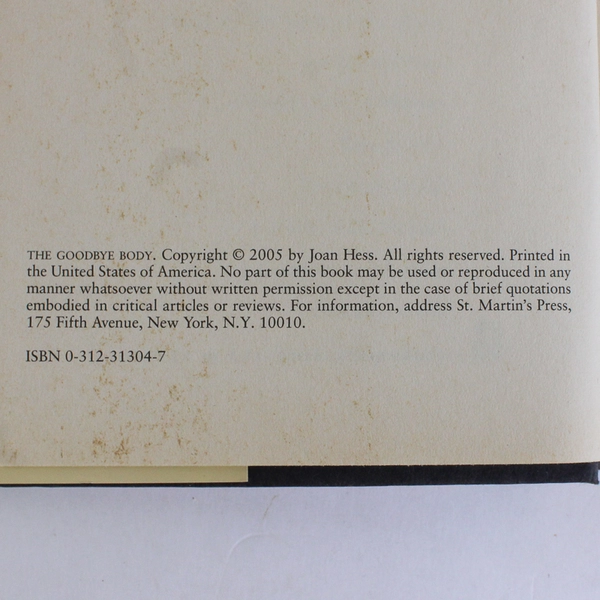 THE GOODBYE BODY. Copyright © 2005 by Joan Hess. All rights reserved. Printed in
the United States of America. No part of this book may be used or reproduced in any
manner whatsoever without written permission except in the case of brief quotations
embodied in critical articles or reviews. For information, address St. Martin's Press,
175 Fifth Avenue, New York, N.Y. 10010.
ISBN 0-312-31304-7